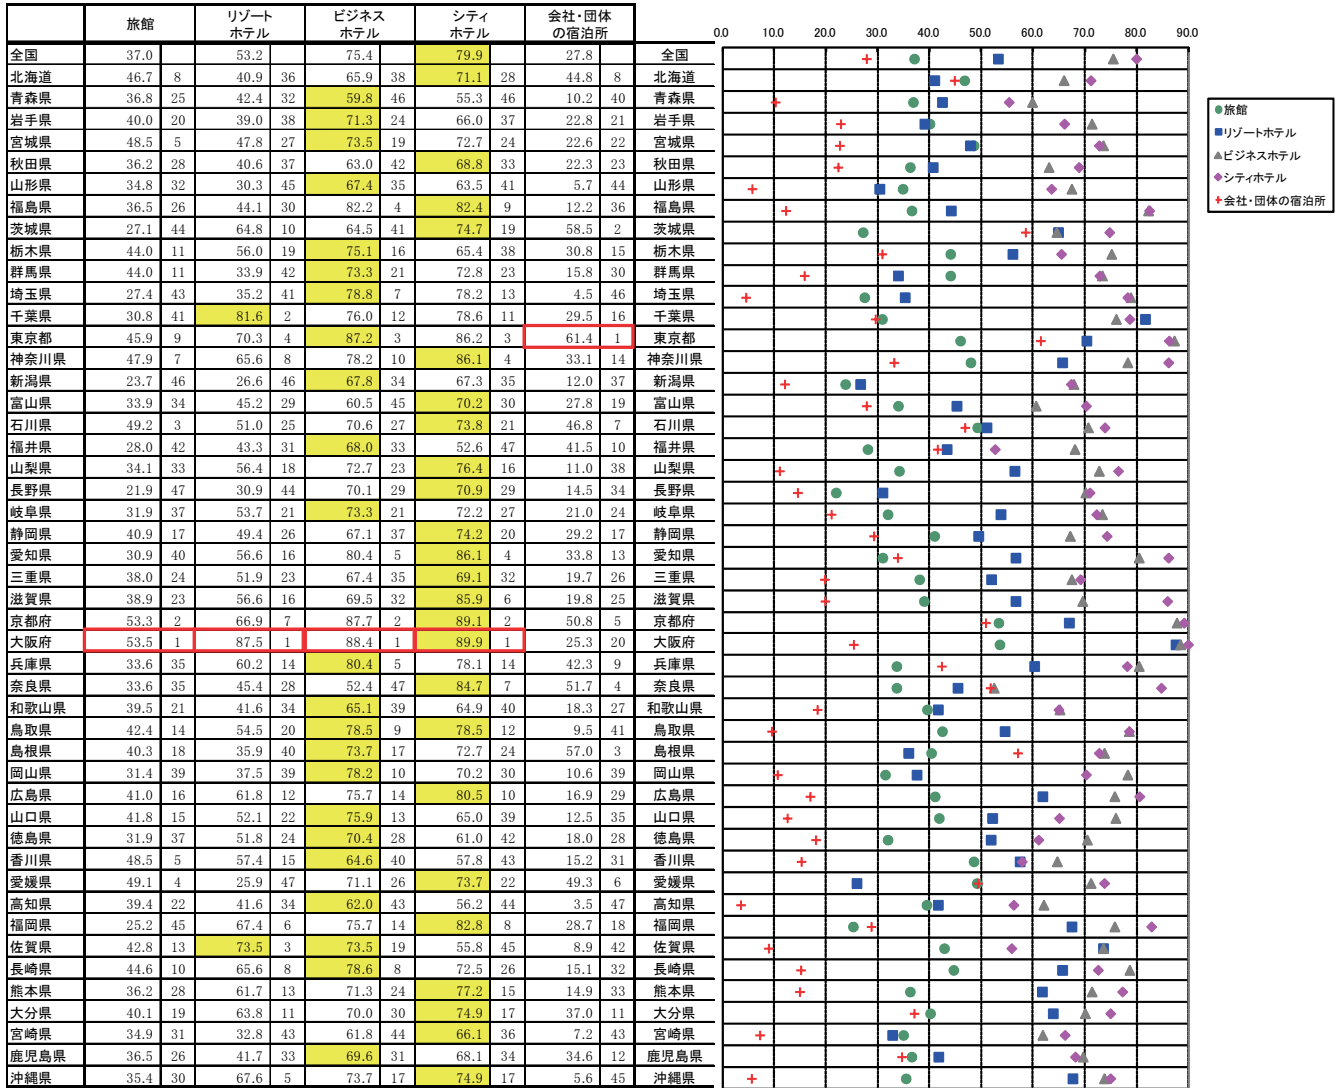 旅館 リゾート ホテル ビジネス ホテル シティ ホテル 会社・団体 の宿泊所
0.0 10.0 20.0 30.0 40.0 50.0 60.0 70.0 80.0 90.0
全国 37.0 53.2 75.4 79.9 27.8 全国
北海道 46.7 8 40.9 36 65.9 38 71.1 28 44.8 8 北海道
青森県 36.8 25 42.4 32 59.8 46 55.3 46 10.2 40 青森県
岩手県 40.0 20 39.0 38 71.3 24 66.0 37 22.8 21 岩手県
宮城県 48.5 5 47.8 27 73.5 19 72.7 24 22.6 22 宮城県
秋田県 36.2 28 40.6 37 63.0 42 68.8 33 22.3 23 秋田県
山形県 34.8 32 30.3 45 67.4 35 63.5 41 5.7 44 山形県
福島県 36.5 26 44.1 30 82.2 4 82.4 9 12.2 36 福島県
茨城県 27.1 44 64.8 10 64.5 41 74.7 19 58.5 2 茨城県
栃木県 44.0 11 56.0 19 75.1 16 65.4 38 30.8 15 栃木県
群馬県 44.0 11 33.9 42 73.3 21 72.8 23 15.8 30 群馬県
埼玉県 27.4 43 35.2 41 78.8 7 78.2 13 4.5 46 埼玉県
千葉県 30.8 41 81.6 2 76.0 12 78.6 11 29.5 16 千葉県
東京都 45.9 9 70.3 4 87.2 3 86.2 3 61.4 1 東京都
神奈川県 47.9 7 65.6 8 78.2 10 86.1 4 33.1 14 神奈川県
新潟県 23.7 46 26.6 46 67.8 34 67.3 35 12.0 37 新潟県
富山県 33.9 34 45.2 29 60.5 45 70.2 30 27.8 19 富山県
石川県 49.2 3 51.0 25 70.6 27 73.8 21 46.8 7 石川県
福井県 28.0 42 43.3 31 68.0 33 52.6 47 41.5 10 福井県
山梨県 34.1 33 56.4 18 72.7 23 76.4 16 11.0 38 山梨県
長野県 21.9 47 30.9 44 70.1 29 70.9 29 14.5 34 長野県
岐阜県 31.9 37 53.7 21 73.3 21 72.2 27 21.0 24 岐阜県
静岡県 40.9 17 49.4 26 67.1 37 74.2 20 29.2 17 静岡県
愛知県 30.9 40 56.6 16 80.4 5 86.1 4 33.8 13 愛知県
三重県 38.0 24 51.9 23 67.4 35 69.1 32 19.7 26 三重県
滋賀県 38.9 23 56.6 16 69.5 32 85.9 6 19.8 25 滋賀県
京都府 53.3 2 66.9 7 87.7 2 89.1 2 50.8 5 京都府
大阪府 53.5 1 87.5 1 88.4 1 89.9 1 25.3 20 大阪府
兵庫県 33.6 35 60.2 14 80.4 5 78.1 14 42.3 9 兵庫県
奈良県 33.6 35 45.4 28 52.4 47 84.7 7 51.7 4 奈良県
和歌山県 39.5 21 41.6 34 65.1 39 64.9 40 18.3 27 和歌山県
鳥取県 42.4 14 54.5 20 78.5 9 78.5 12 9.5 41 鳥取県
島根県 40.3 18 35.9 40 73.7 17 72.7 24 57.0 3 島根県
岡山県 31.4 39 37.5 39 78.2 10 70.2 30 10.6 39 岡山県
広島県 41.0 16 61.8 12 75.7 14 80.5 10 16.9 29 広島県
山口県 41.8 15 52.1 22 75.9 13 65.0 39 12.5 35 山口県
徳島県 31.9 37 51.8 24 70.4 28 61.0 42 18.0 28 徳島県
香川県 48.5 5 57.4 15 64.6 40 57.8 43 15.2 31 香川県
愛媛県 49.1 4 25.9 47 71.1 26 73.7 22 49.3 6 愛媛県
高知県 39.4 22 41.6 34 62.0 43 56.2 44 3.5 47 高知県
福岡県 25.2 45 67.4 6 75.7 14 82.8 8 28.7 18 福岡県
佐賀県 42.8 13 73.5 3 73.5 19 55.8 45 8.9 42 佐賀県
長崎県 44.6 10 65.6 8 78.6 8 72.5 26 15.1 32 長崎県
熊本県 36.2 28 61.7 13 71.3 24 77.2 15 14.9 33 熊本県
大分県 40.1 19 63.8 11 70.0 30 74.9 17 37.0 11 大分県
宮崎県 34.9 31 32.8 43 61.8 44 66.1 36 7.2 43 宮崎県
鹿児島県 36.5 26 41.7 33 69.6 31 68.1 34 34.6 12 鹿児島県
沖縄県 35.4 30 67.6 5 73.7 17 74.9 17 5.6 45 沖縄県
旅館
リゾートホテル
ビジネスホテル
シティホテル
会社・団体の宿泊所